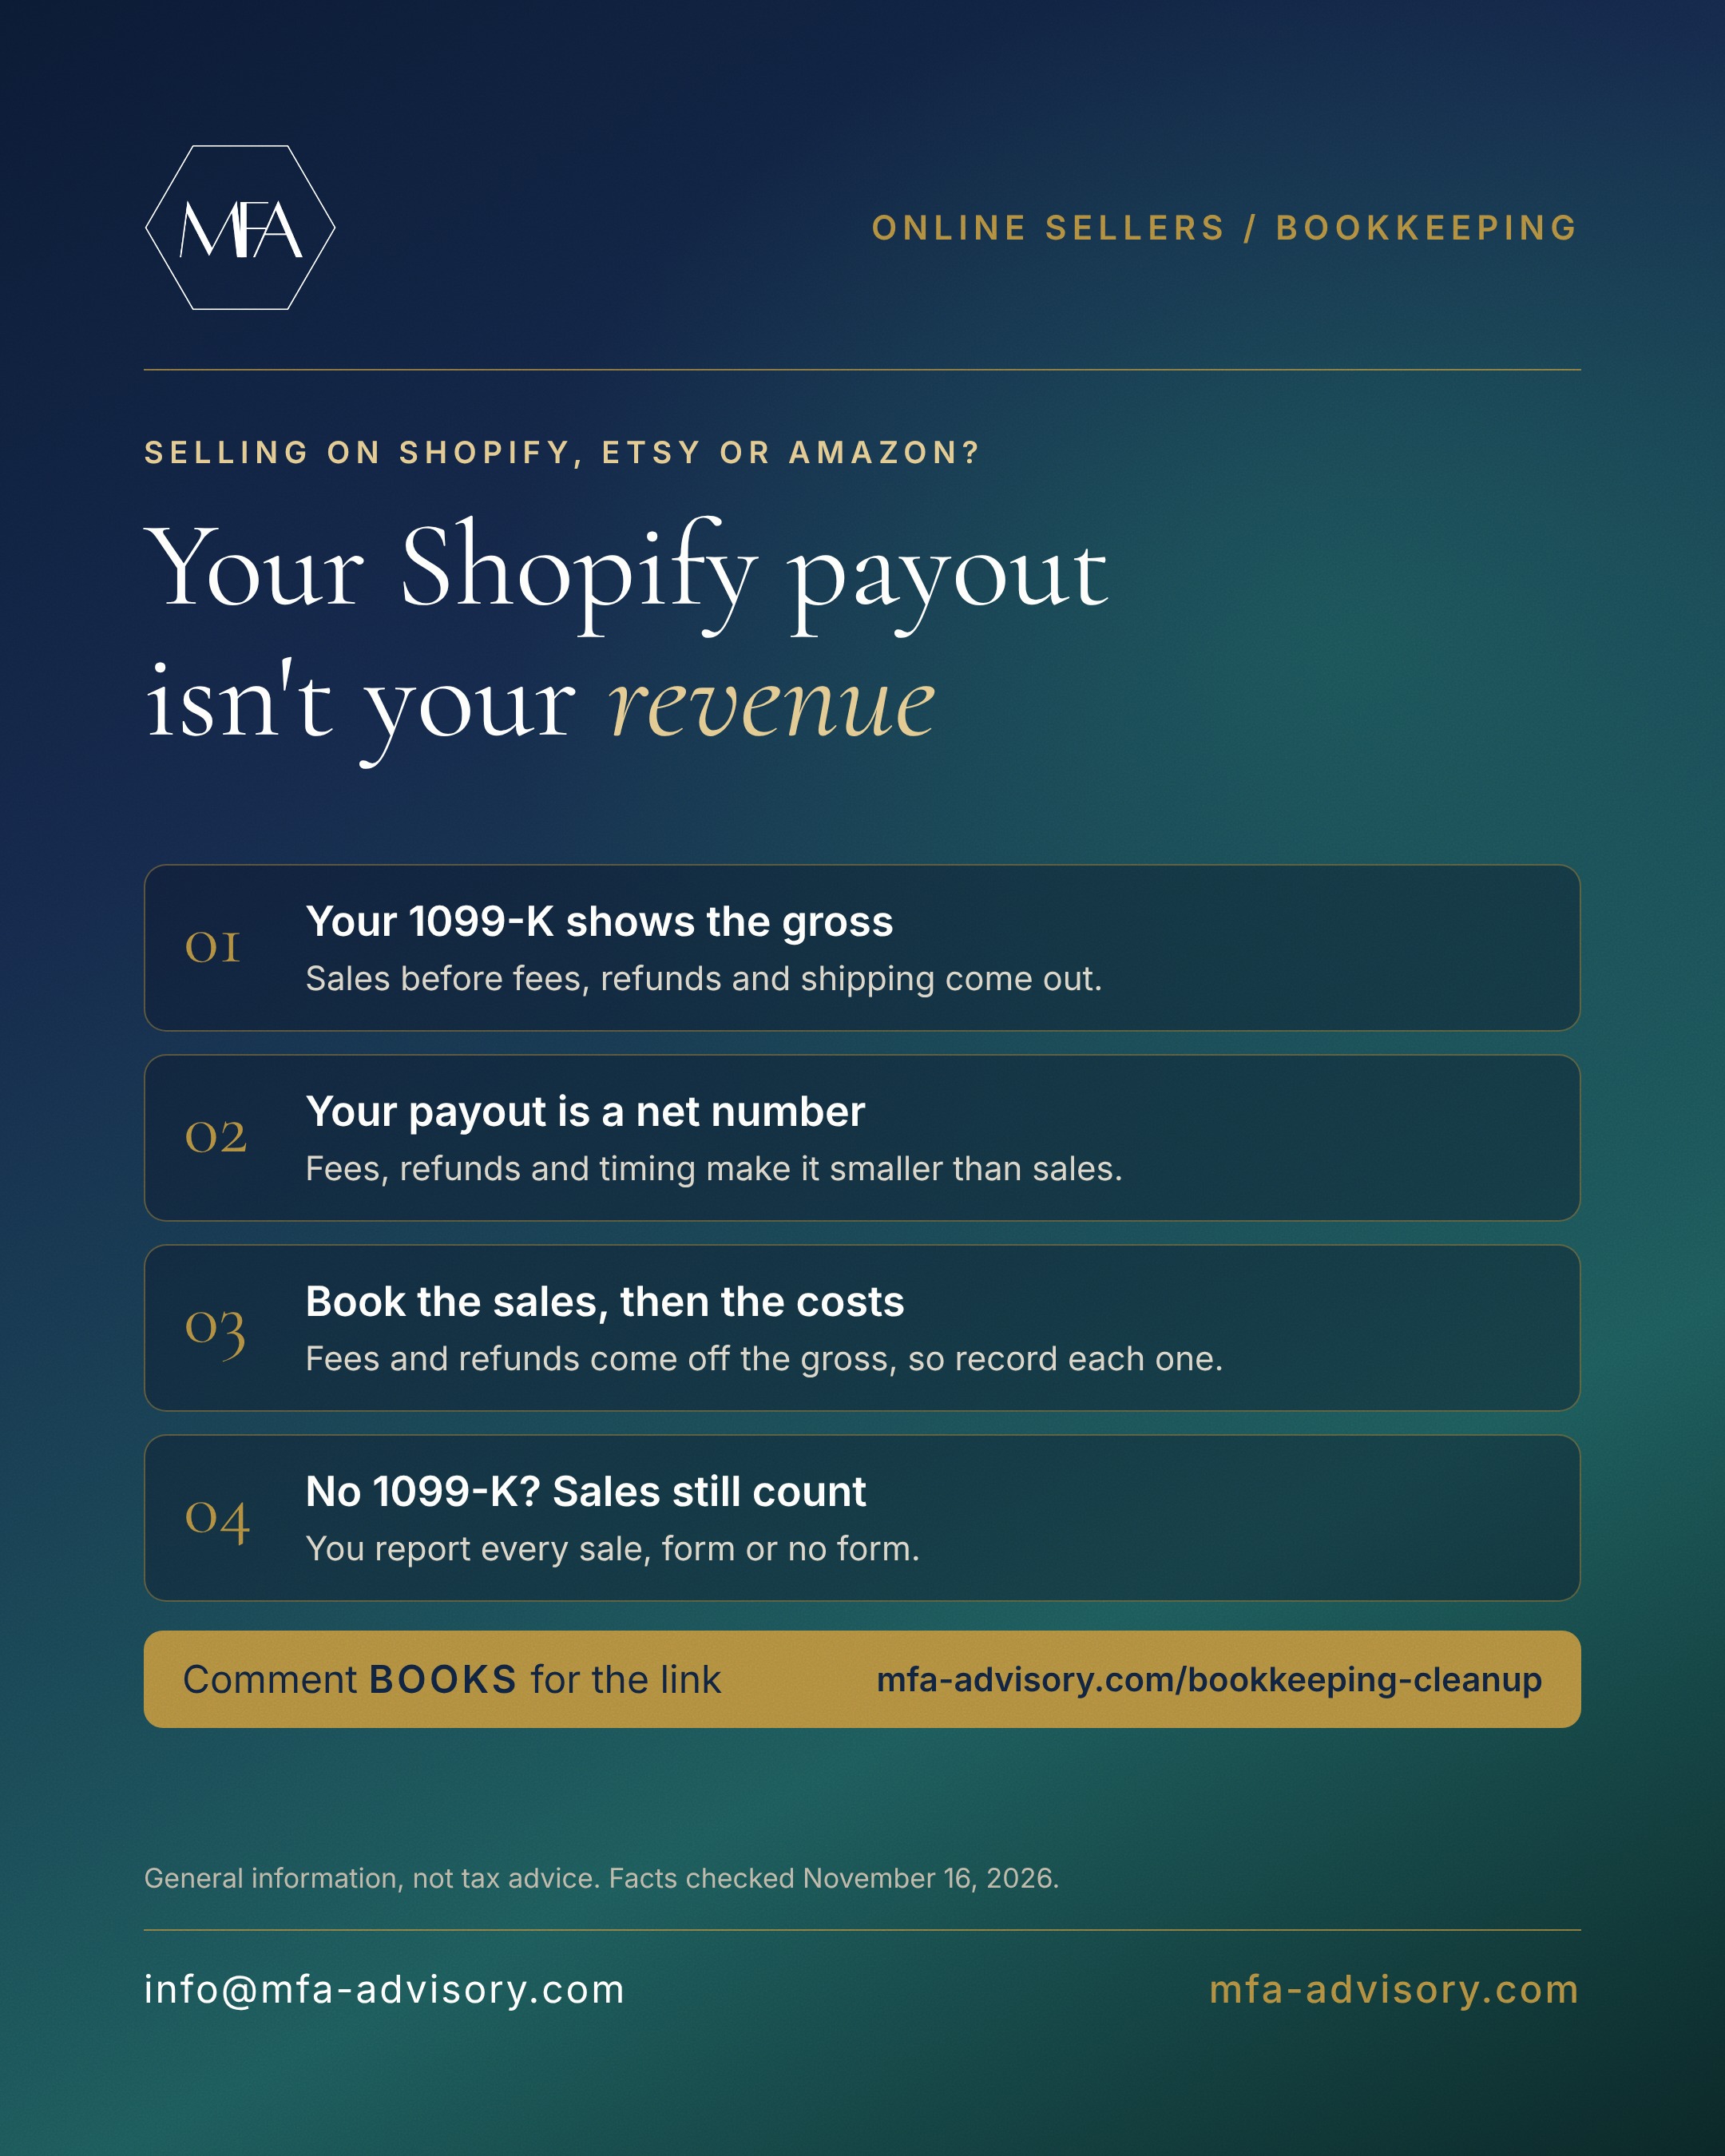 MFA
ONLINE SELLERS / BOOKKEEPING
SELLING ON SHOPIFY, ETSY OR AMAZON?
Your Shopify payout
isn't your revenue
01
Your 1099-K shows the gross
Sales before fees, refunds and shipping come out.
02
Your payout is a net number
Fees, refunds and timing make it smaller than sales.
03
Book the sales, then the costs
Fees and refunds come off the gross, so record each one.
04
No 1099-K? Sales still count
You report every sale, form or no form.
Comment BOOKS for the link
mfa-advisory.com/bookkeeping-cleanup
General information, not tax advice. Facts checked November 16, 2026.
info@mfa-advisory.com
mfa-advisory.com